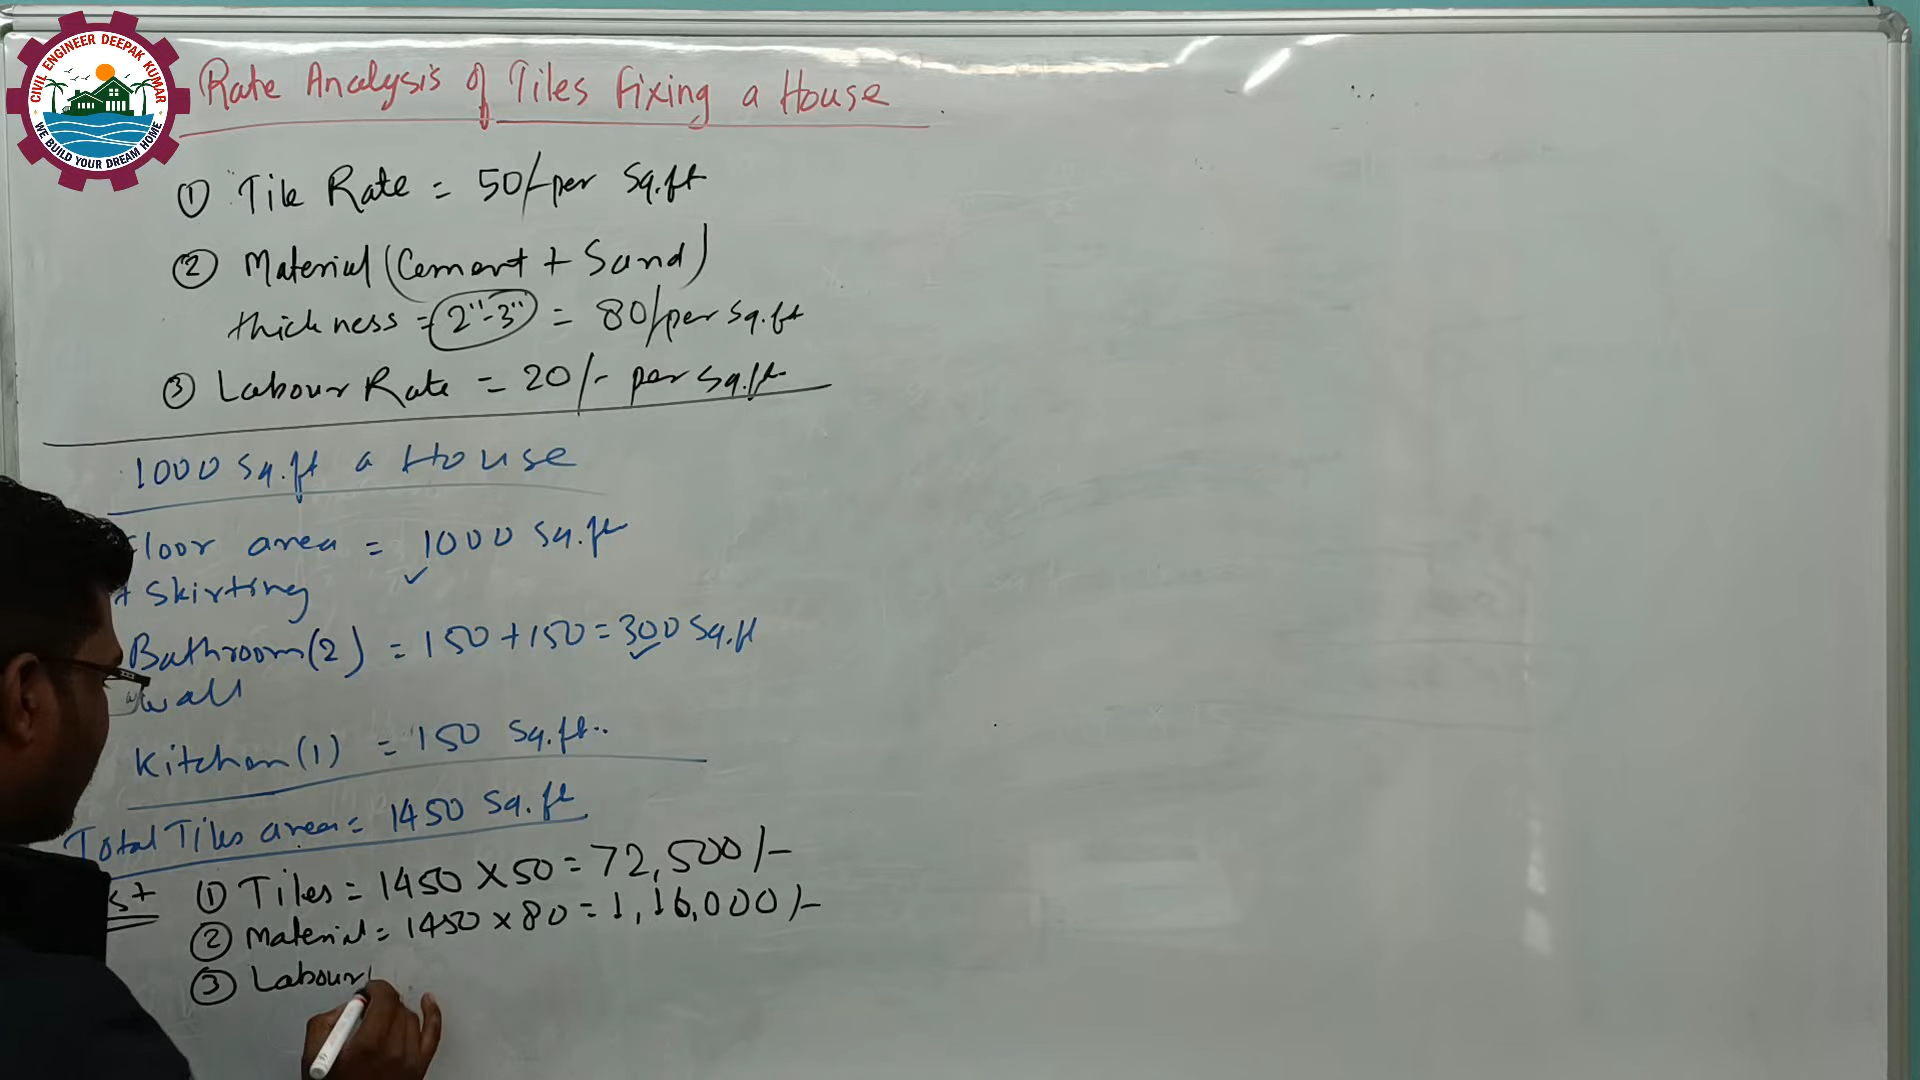 CIVIL ENGINEER DEEPAK KUMAR
WE BUILD YOUR DREAM HOME
Rate Analysis of Tiles fixing a House
① Tile Rate = 50/- per Sq.ft
② Material (Cement + Sand)
thickness = 2"-3" = 80/per sq.ft
③ Labour Rate = 20/- per sq.ft
1000 Sq.ft a House
loor area = 1000 Sq.ft
+ Skirting
Bathroom(2) = 150 + 150 = 300 Sq.ft
wall
Kitchen(1) = 150 Sq.ft..
Total Tiles area = 1450 Sq.ft
st ① Tiles = 1450 × 50 = 72,500/-
② Material = 1450 × 80 = 1,16,000/-
③ Labour